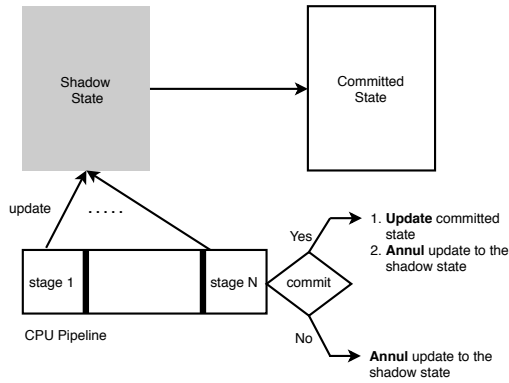 Shadow
State
Committed
State
update
.....
stage 1
stage N
commit
Yes
1. Update committed
state
2. Annul update to the
shadow state
No
Annul update to the
shadow state
CPU Pipeline